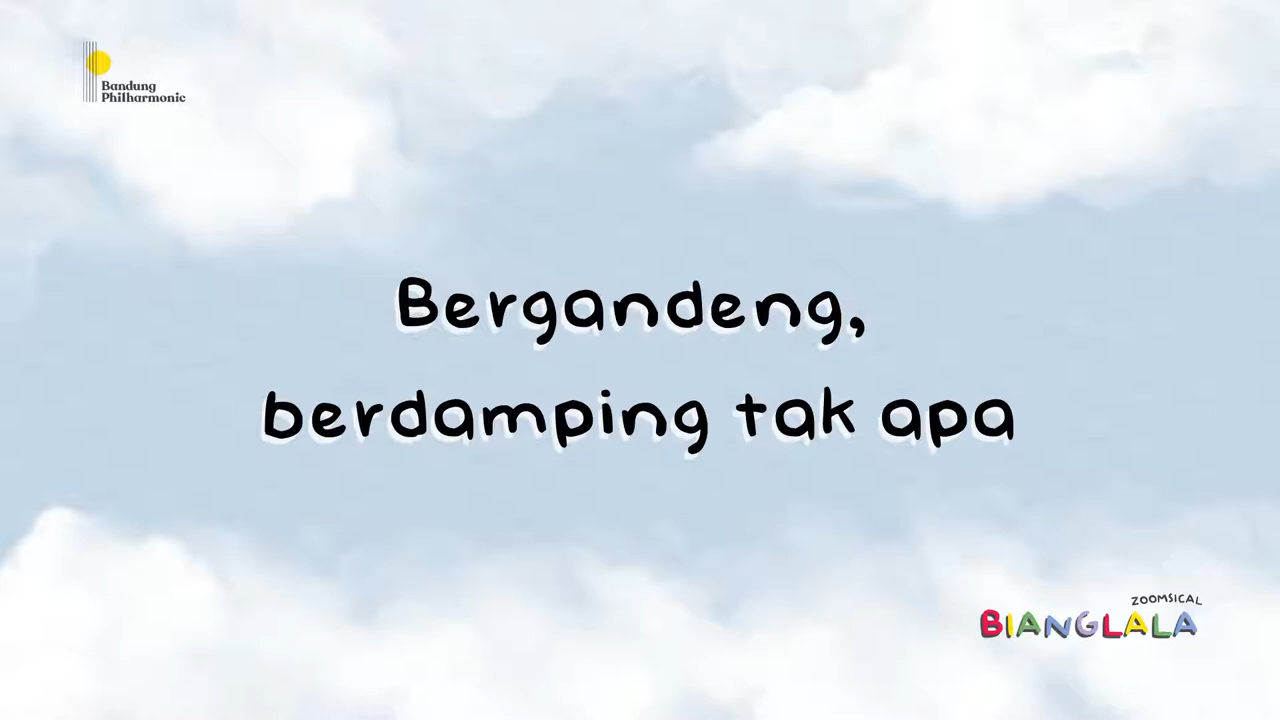 Bandung
Philharmonic
Bergandeng,
berdamping tak apa
ZOOMSICAL
BIANGLALA